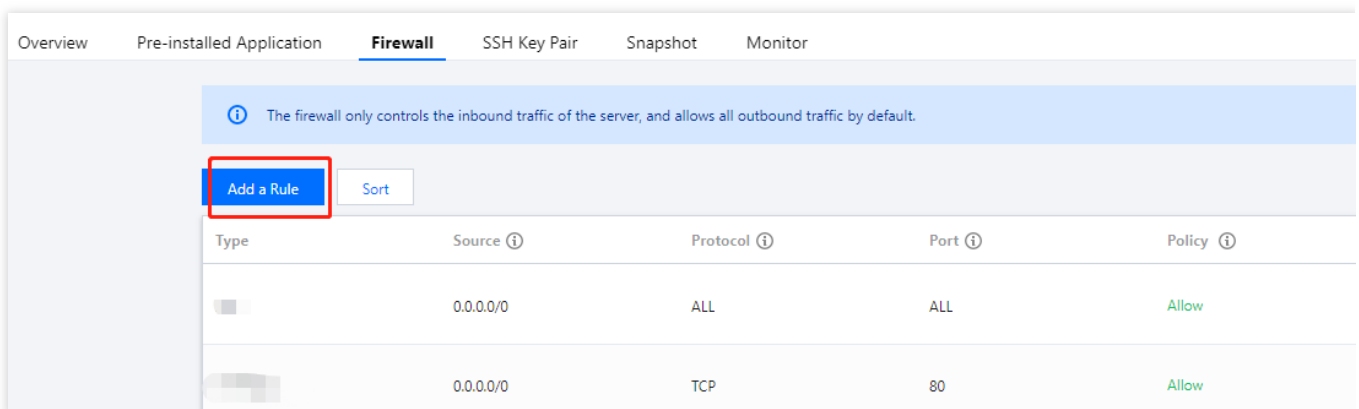 Overview Pre-installed Application Firewall SSH Key Pair Snapshot Monitor
The firewall only controls the inbound traffic of the server, and allows all outbound traffic by default.
Add a Rule Sort
Type Source Protocol Port Policy
0.0.0.0/0 ALL ALL Allow
0.0.0.0/0 TCP 80 Allow